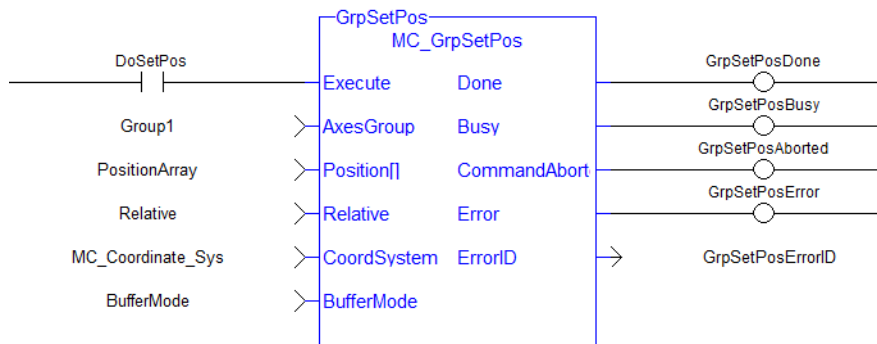 GrpSetPos
MC_GrpSetPos
DoSetPos
Execute
Done
GrpSetPosDone
Group1
AxesGroup
Busy
GrpSetPosBusy
PositionArray
Position[]
CommandAbort
GrpSetPosAborted
Relative
Relative
Error
GrpSetPosError
MC_Coordinate_Sys
CoordSystem
ErrorID
GrpSetPosErrorID
BufferMode
BufferMode